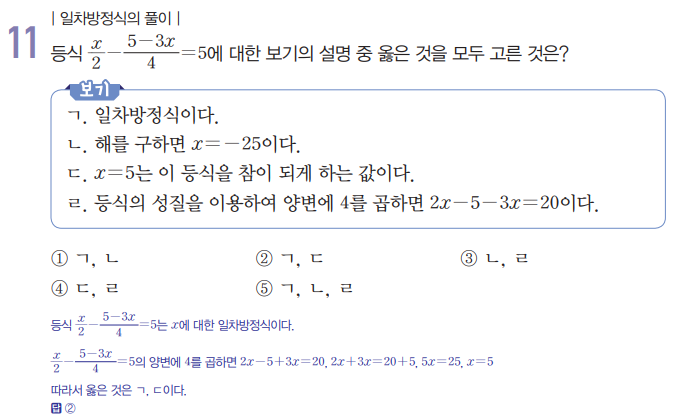 | 일차방정식의 풀이 |
11 등식 x/2 − (5−3x)/4 =5에 대한 보기의 설명 중 옳은 것을 모두 고른 것은?
보기
ㄱ. 일차방정식이다.
ㄴ. 해를 구하면 x=−25이다.
ㄷ. x=5는 이 등식을 참이 되게 하는 값이다.
ㄹ. 등식의 성질을 이용하여 양변에 4를 곱하면 2x−5−3x=20이다.
① ㄱ, ㄴ ② ㄱ, ㄷ ③ ㄴ, ㄹ
④ ㄷ, ㄹ ⑤ ㄱ, ㄴ, ㄹ
등식 x/2 − (5−3x)/4 =5는 x에 대한 일차방정식이다.
x/2 − (5−3x)/4 =5의 양변에 4를 곱하면 2x−5+3x=20, 2x+3x=20+5, 5x=25, x=5
따라서 옳은 것은 ㄱ. ㄷ이다.
답 ②